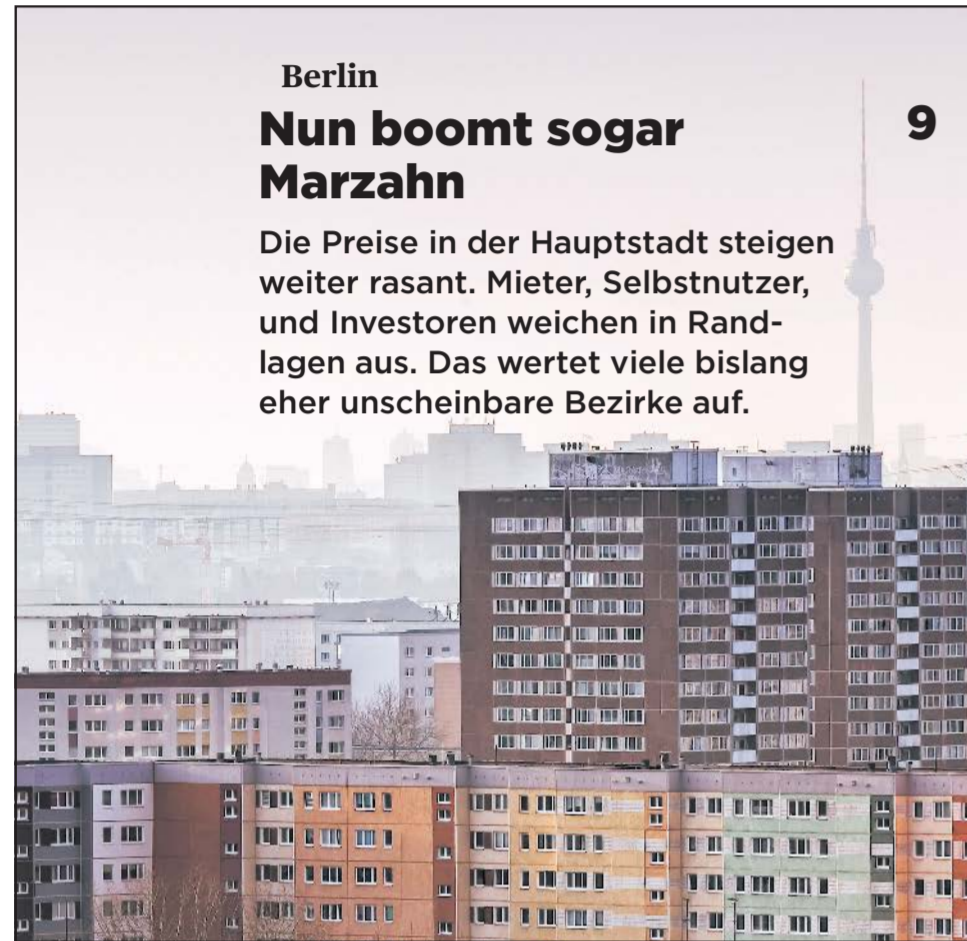 Berlin
Nun boomt sogar
Marzahn
9
Die Preise in der Hauptstadt steigen
weiter rasant. Mieter, Selbstnutzer,
und Investoren weichen in Rand-
lagen aus. Das wertet viele bislang
eher unscheinbare Bezirke auf.